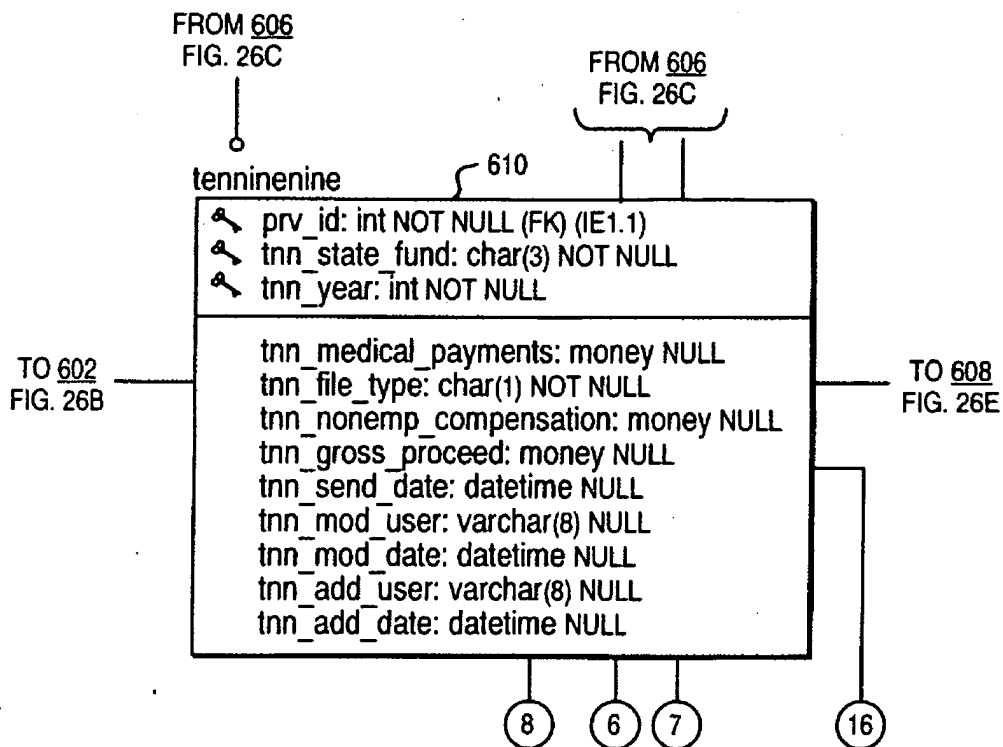 FROM 606
FIG. 26C
FROM 606
FIG. 26C
610
tenninenine
prv_id: int NOT NULL (FK) (IE1.1)
tnn_state_fund: char(3) NOT NULL
tnn_year: int NOT NULL
TO 602
FIG. 26B
tnn_medical_payments: money NULL
tnn_file_type: char(1) NOT NULL
tnn_nonemp_compensation: money NULL
tnn_gross_proceed: money NULL
tnn_send_date: datetime NULL
tnn_mod_user: varchar(8) NULL
tnn_mod_date: datetime NULL
tnn_add_user: varchar(8) NULL
tnn_add_date: datetime NULL
TO 608
FIG. 26E
8
6
7
16